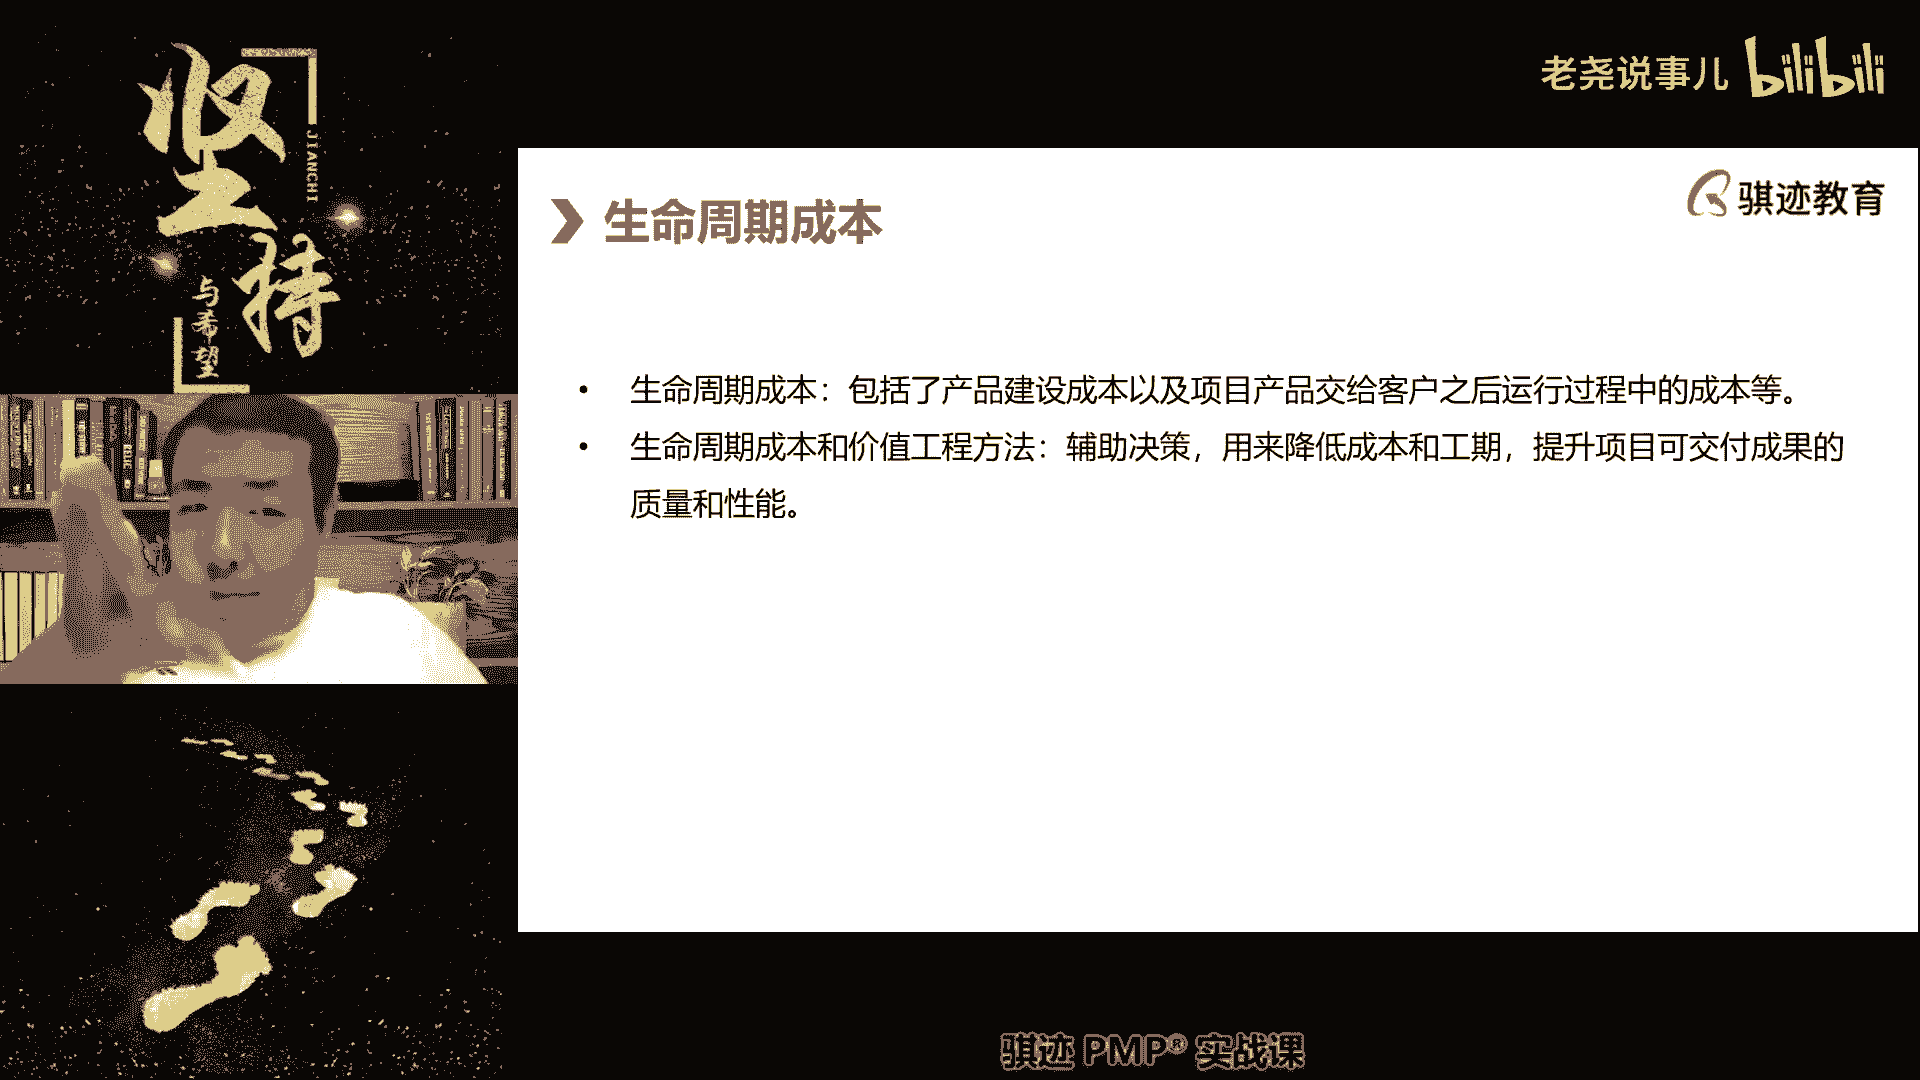 坚持
JIANCHI
与希望
老尧说事儿 bilibili
骐迹教育
生命周期成本
• 生命周期成本：包括了产品建设成本以及项目产品交给客户之后运行过程中的成本等。
• 生命周期成本和价值工程方法：辅助决策，用来降低成本和工期，提升项目可交付成果的
质量和性能。
骐迹 PMP® 实战课